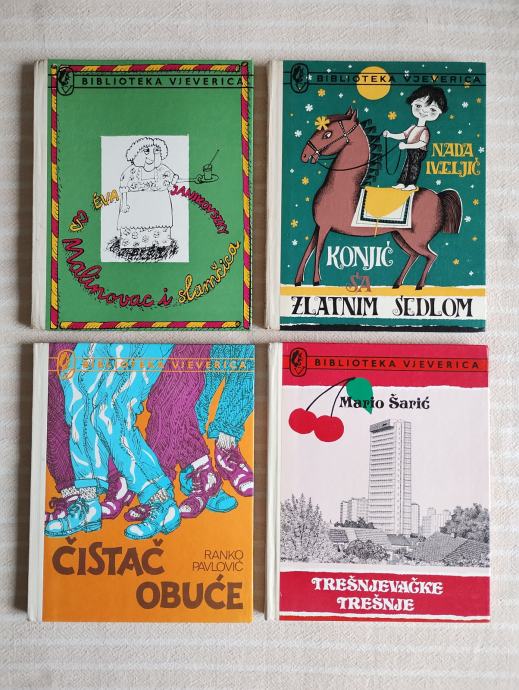 BIBLIOTEKA VJEVERICA
ÉVA
JANIKOVSZKY
Malinovac i slamčica
BIBLIOTEKA VJEVERICA
NADA
IVELJIĆ
KONJIĆ
SA
ZLATNIM SEDLOM
BIBLIOTEKA VJEVERICA
RANKO
PAVLOVIĆ
ČISTAČ
OBUĆE
BIBLIOTEKA VJEVERICA
Mario Šarić
TREŠNJEVAČKE
TREŠNJE